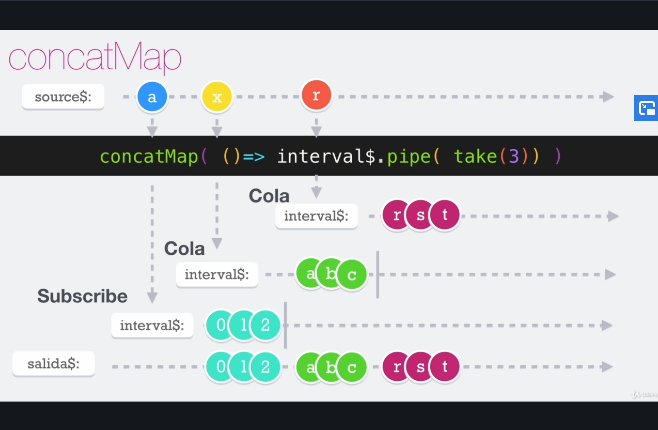 concatMap
source$: a x r
concatMap( ()=> interval$.pipe( take(3)) )
Cola
interval$: r s t
Cola
interval$: a b c
Subscribe
interval$: 0 1 2
salida$: 0 1 2 a b c r s t